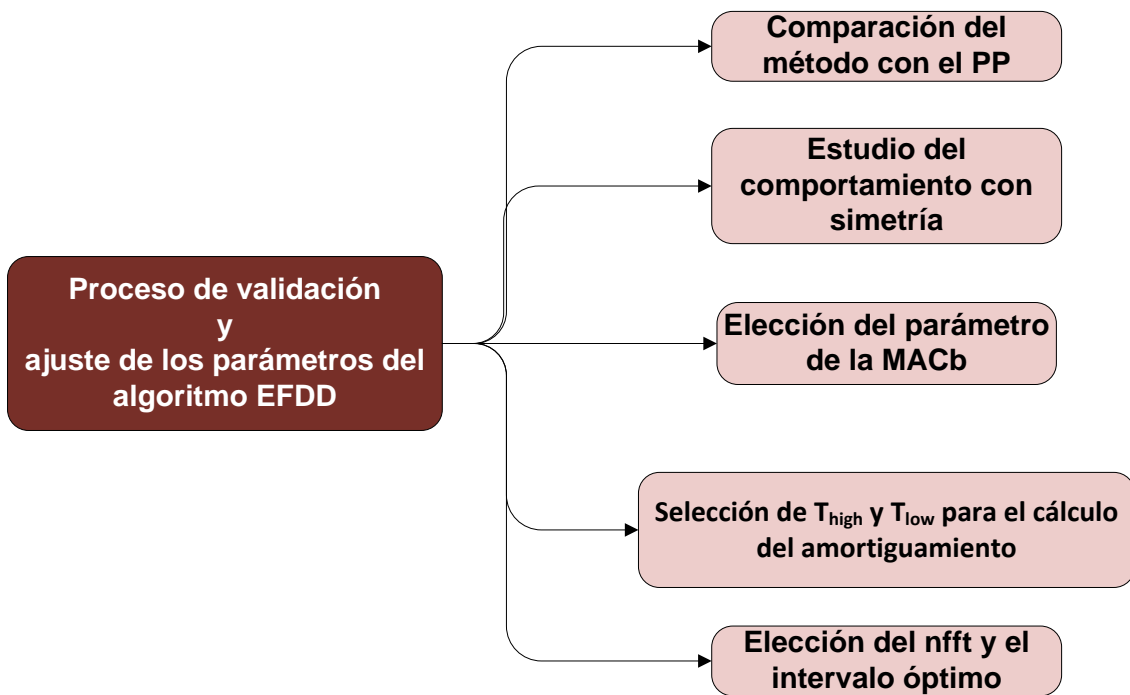 Comparación del
método con el PP
Estudio del
comportamiento con
simetría
Proceso de validación
y
ajuste de los parámetros del
algoritmo EFDD
Elección del parámetro
de la MACb
Selección de Thigh y Tlow para el cálculo
del amortiguamiento
Elección del nfft y el
intervalo óptimo